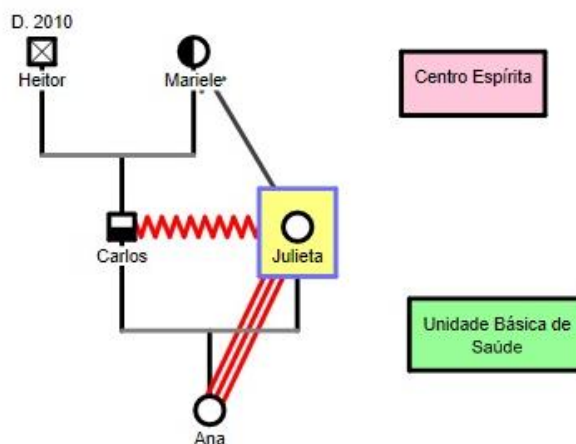 D. 2010
Heitor
Mariele
Centro Espírita
Carlos
Julieta
Unidade Básica de
Saúde
Ana